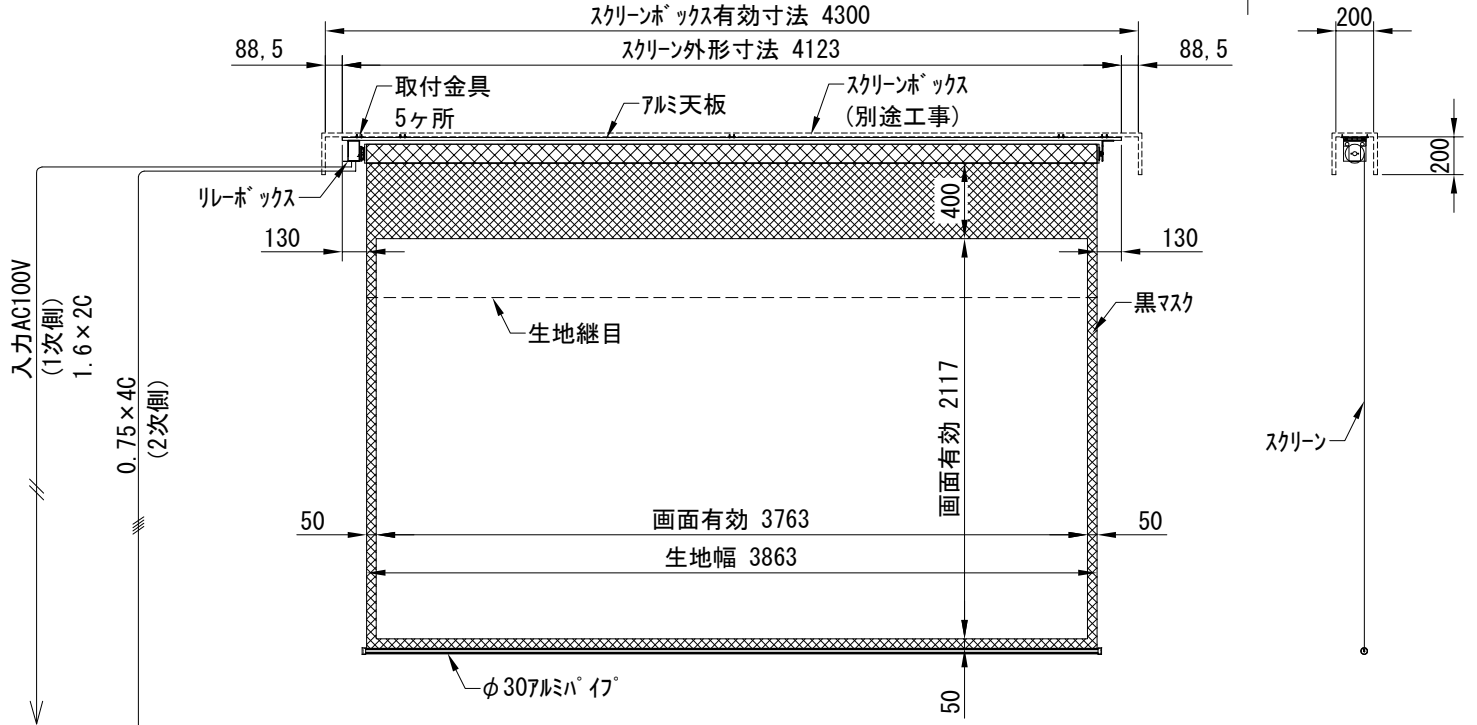 スクリーンボックス有効寸法 4300
200
88,5
スクリーン外形寸法 4123
88,5
取付金具
5ヶ所
アルミ天板
スクリーンボックス
(別途工事)
200
リレーボックス
400
130
130
入力AC100V
(1次側)
1.6×2C
0.75×4C
(2次側)
生地継目
黒マスク
画面有効 2117
スクリーン
50
画面有効 3763
50
生地幅 3863
φ30アルミパイプ
50